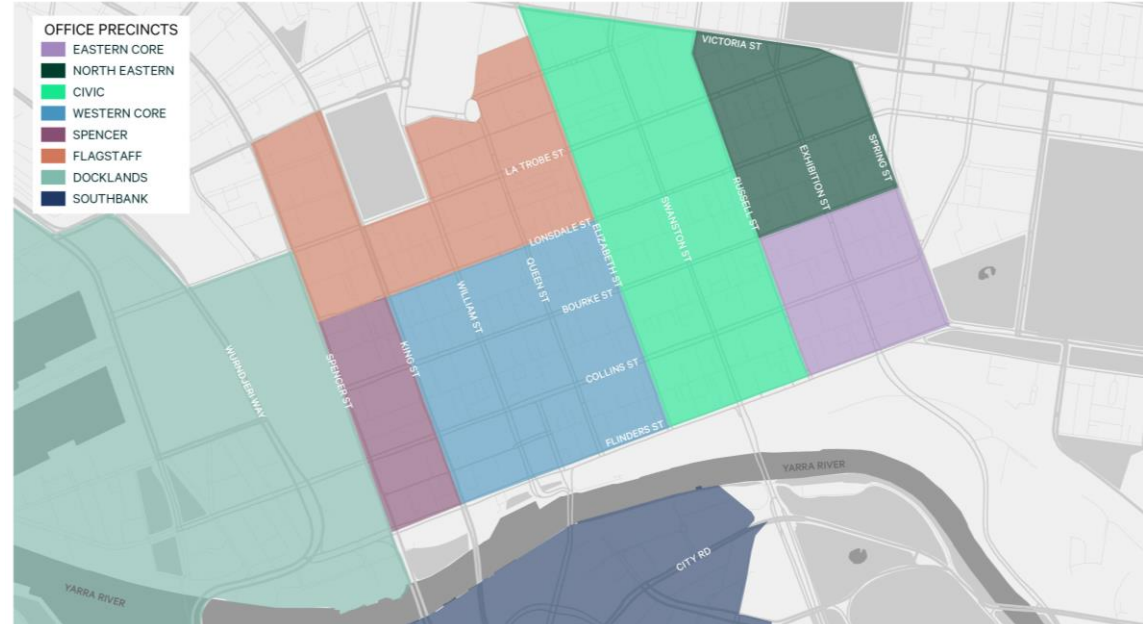 OFFICE PRECINCTS
EASTERN CORE
NORTH EASTERN
CIVIC
WESTERN CORE
SPENCER
FLAGSTAFF
DOCKLANDS
SOUTHBANK
VICTORIA ST
LA TROBE ST
EXHIBITION ST
SPRING ST
RUSSELL ST
SWANSTON ST
ELIZABETH ST
LONSDALE ST
QUEEN ST
WILLIAM ST
BOURKE ST
KING ST
SPENCER ST
WURUNDJERI WAY
COLLINS ST
FLINDERS ST
YARRA RIVER
CITY RD
YARRA RIVER